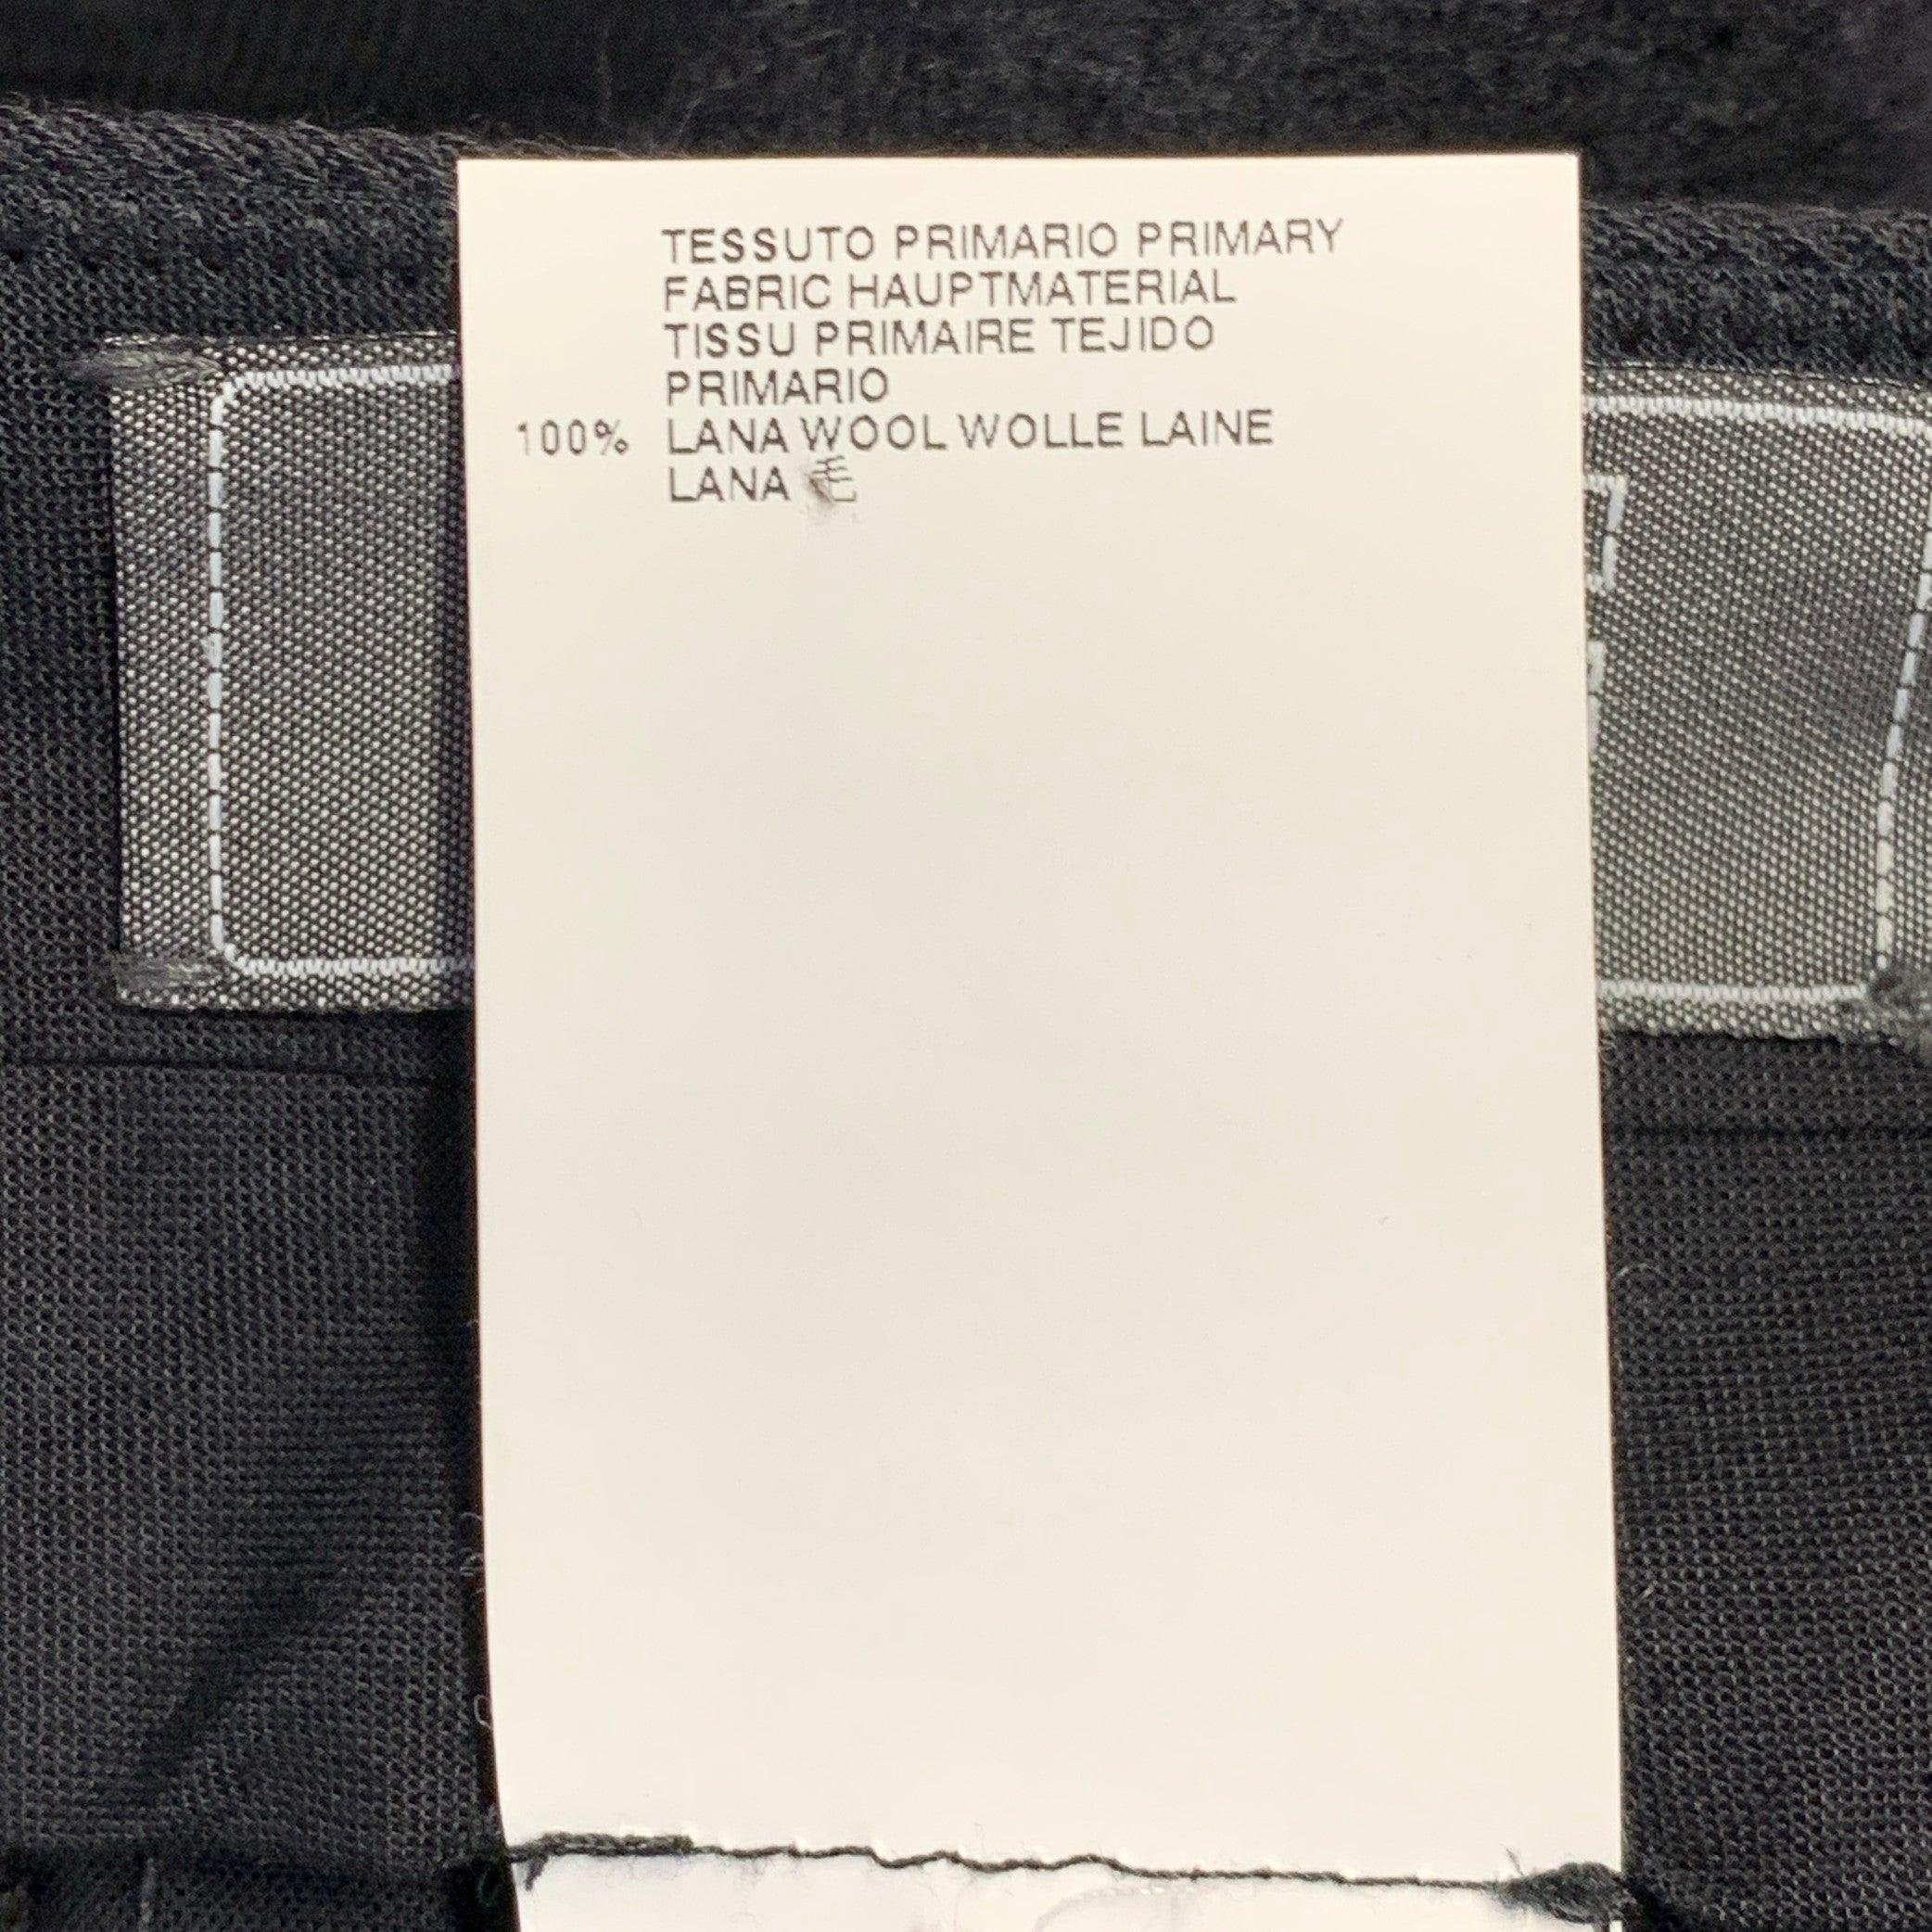 TESSUTO PRIMARIO PRIMARY
FABRIC HAUPTMATERIAL
TISSU PRIMAIRE TEJIDO
PRIMARIO
100% LANA WOOL WOLLE LAINE
LANA 毛